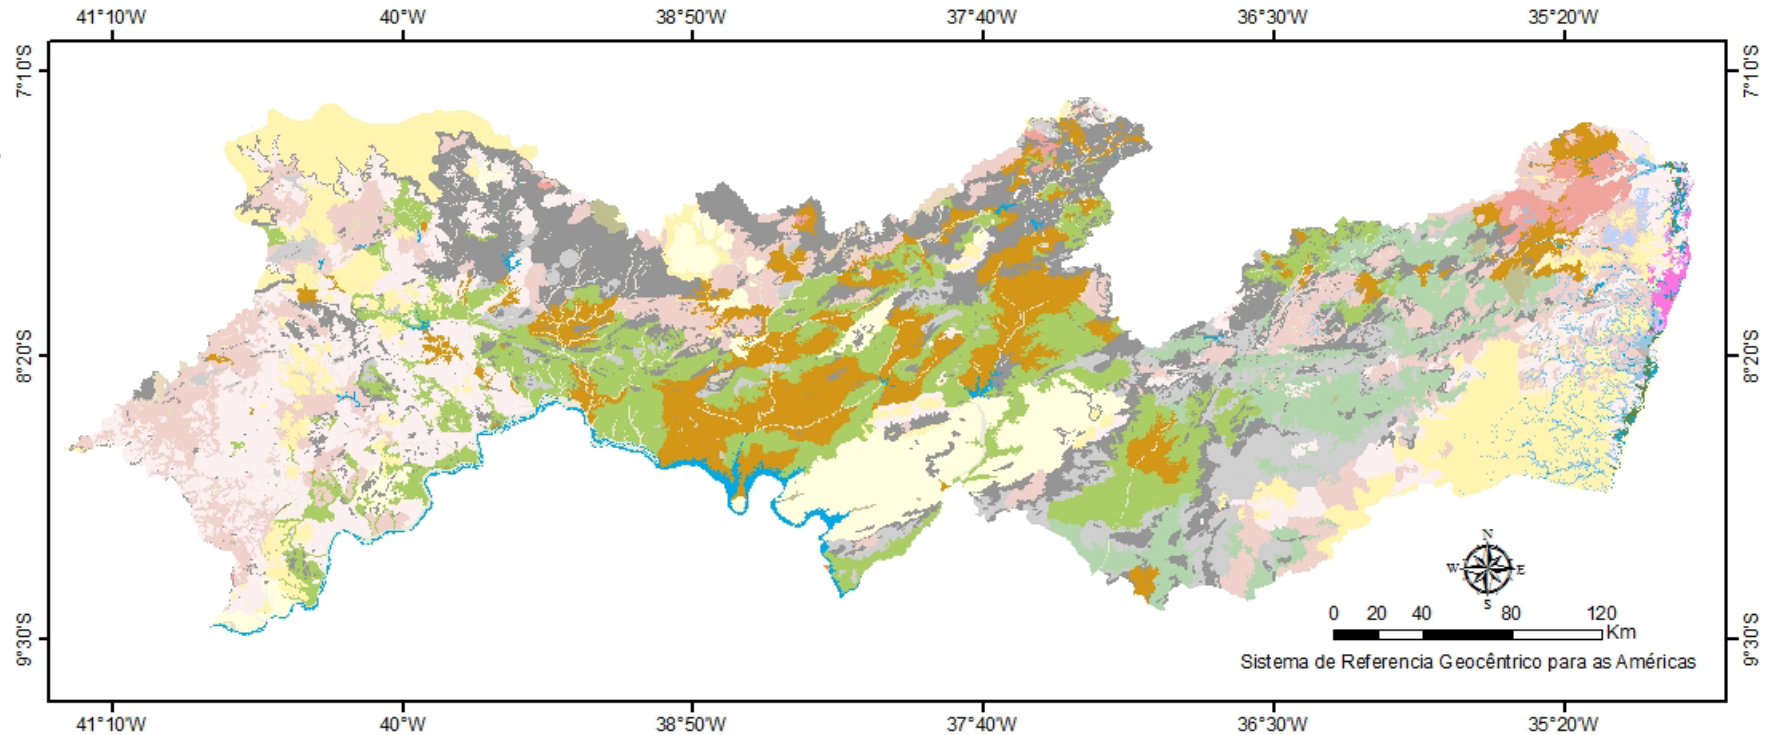 41°10'W 40°W 38°50'W 37°40'W 36°30'W 35°20'W
7°10'S 7°10'S
8°20'S 8°20'S
N
W E
S
0 20 40 80 120
Km
9°30'S 9°30'S
Sistema de Referencia Geocêntrico para as Américas
41°10'W 40°W 38°50'W 37°40'W 36°30'W 35°20'W